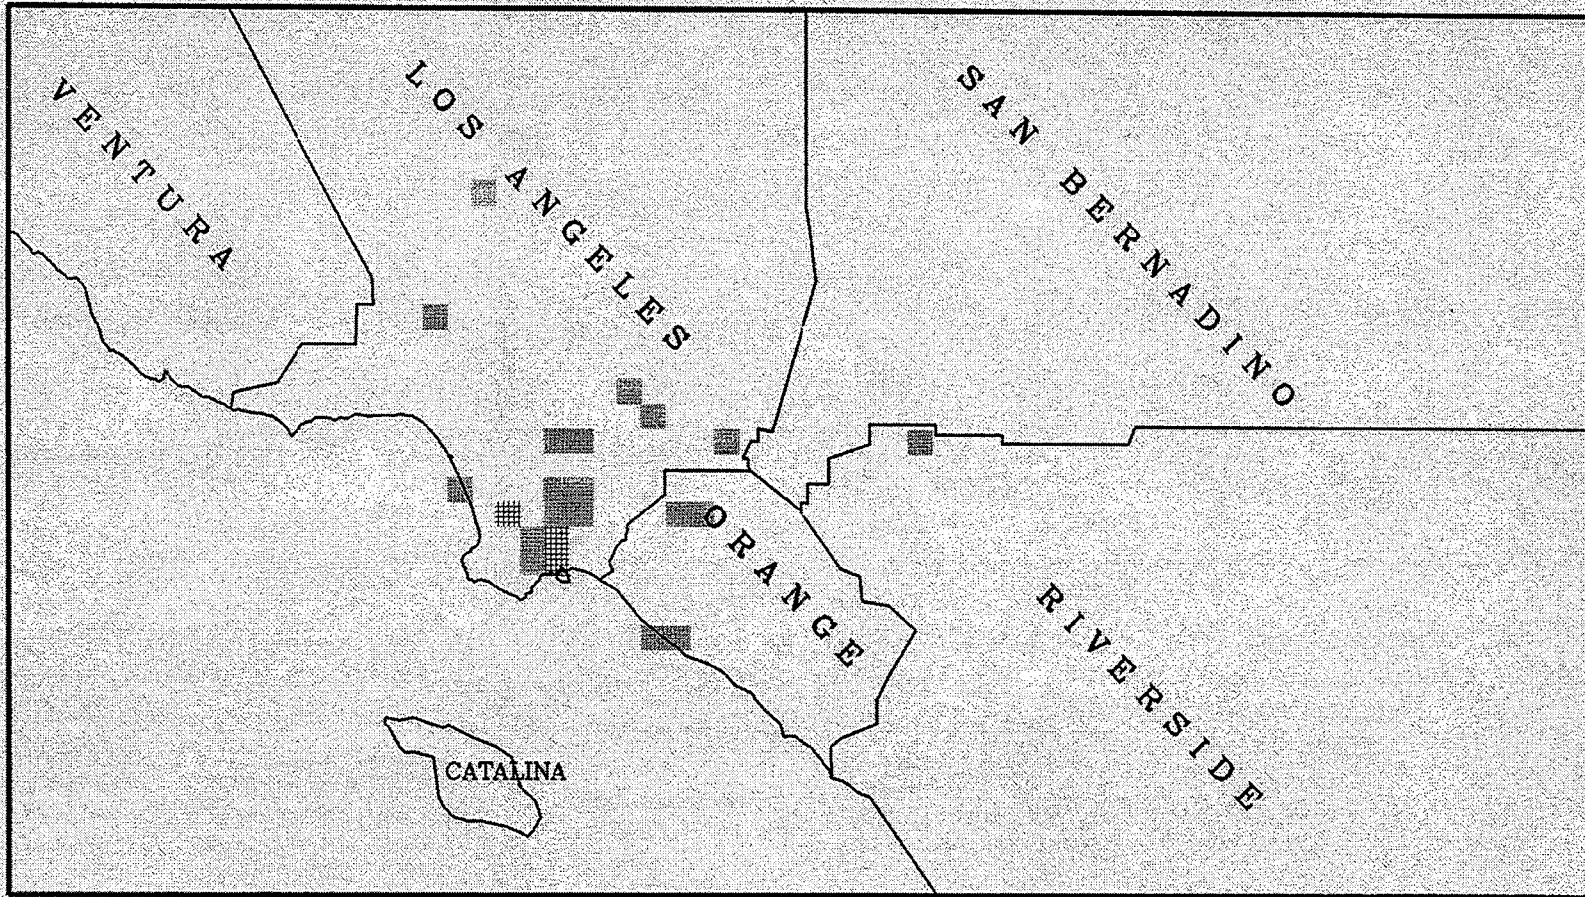 VENTURA
LOS ANGELES
SAN BERNADINO
ORANGE
RIVERSIDE
CATALINA